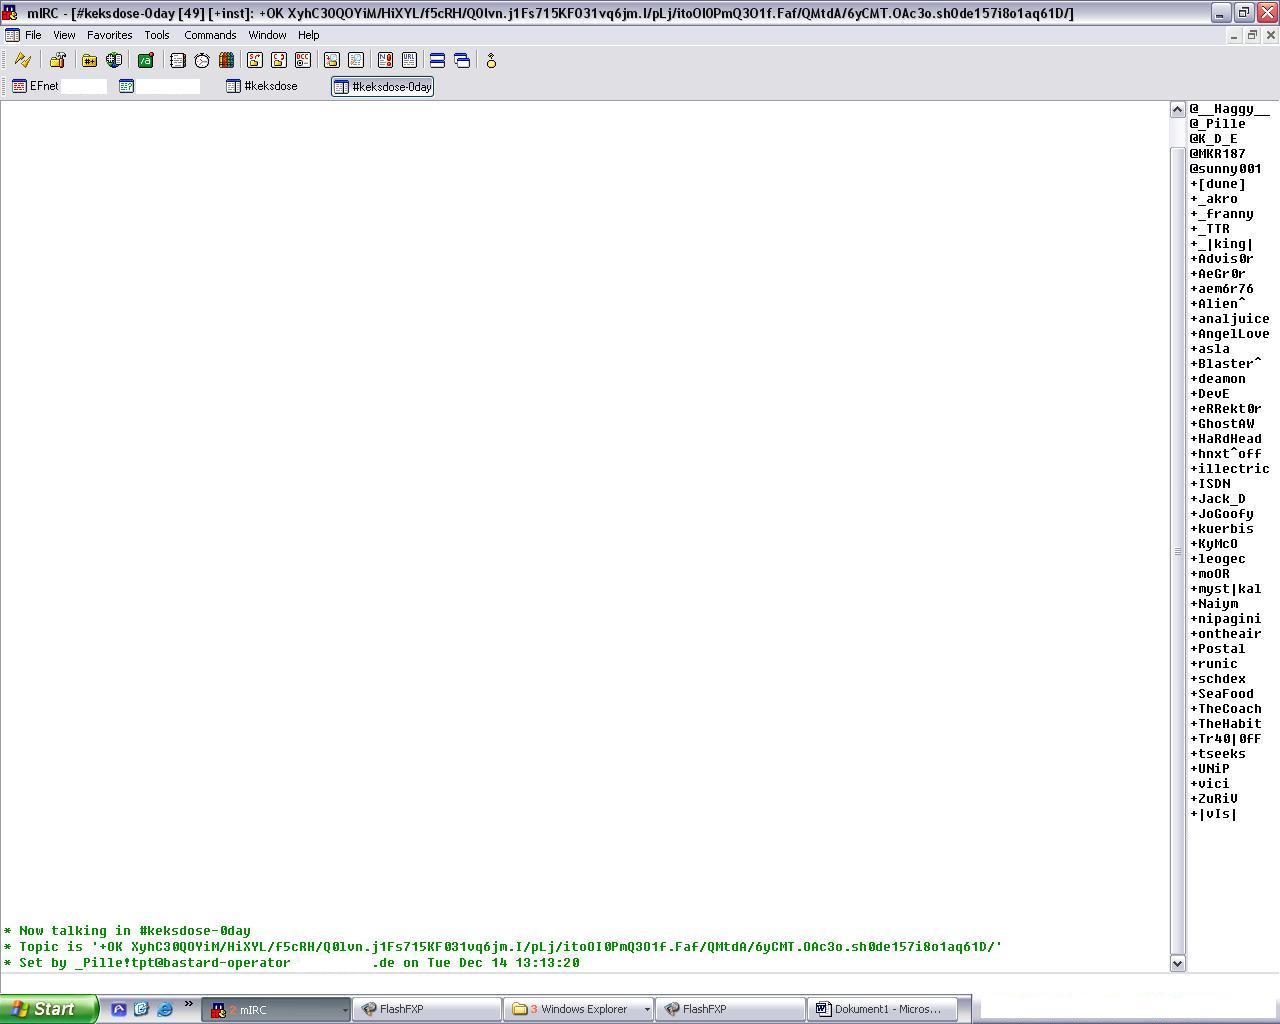 mIRC - [#keksdose-0day [49] [+inst]: +OK XyhC30QOYiM/HiXYL/f5cRH/Q0lvn.j1Fs715KF031vq6jm.I/pLj/itoOI0PmQ3O1f.Faf/QMtdA/6yCMT.OAc3o.sh0de157i8o1aq61D/]
File View Favorites Tools Commands Window Help
EFnet #keksdose #keksdose-0day
@__Haggy__
@_Pille
@K_D_E
@MKR187
@sunny001
+[dune]
+_akro
+_franny
+_TTR
+_|king|
+Advis0r
+AeGr0r
+aem6r76
+Alien^
+analjuice
+AngelLove
+asla
+Blaster^
+deamon
+DevE
+eRRekt0r
+GhostAW
+HaRdHead
+hnxt^off
+illectric
+ISDN
+Jack_D
+JoGoofy
+kuerbis
+KyMcO
+leogec
+moOR
+myst|kal
+Naiym
+nipagini
+ontheair
+Postal
+runic
+schdex
+SeaFood
+TheCoach
+TheHabit
+Tr40|0fF
+tseeks
+UNiP
+vici
+ZuRiV
+|vIs|
* Now talking in #keksdose-0day
* Topic is '+OK XyhC30QOYiM/HiXYL/f5cRH/Q0lvn.j1Fs715KF031vq6jm.I/pLj/itoOI0PmQ3O1f.Faf/QMtdA/6yCMT.OAc3o.sh0de157i8o1aq61D/'
* Set by _Pille!tpt@bastard-operator .de on Tue Dec 14 13:13:20
Start » 2 mIRC FlashFXP 3 Windows Explorer FlashFXP Dokument1 - Micros...